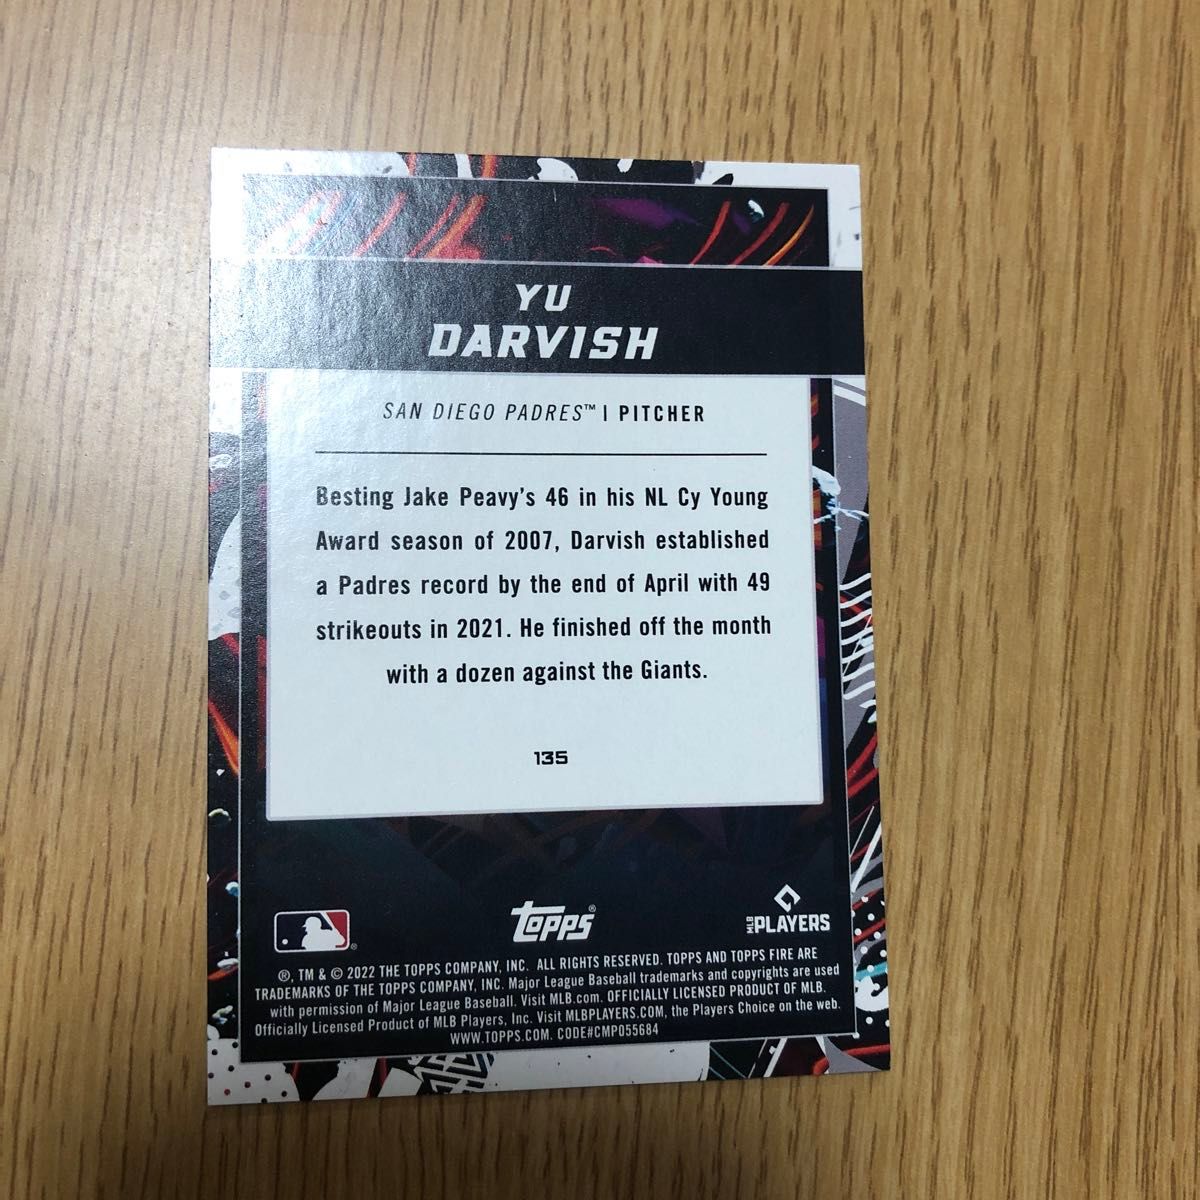 YU
DARVISH
SAN DIEGO PADRES™ | PITCHER
Besting Jake Peavy's 46 in his NL Cy Young
Award season of 2007, Darvish established
a Padres record by the end of April with 49
strikeouts in 2021. He finished off the month
with a dozen against the Giants.
135
topps®
MLB PLAYERS
®, TM & © 2022 THE TOPPS COMPANY, INC. ALL RIGHTS RESERVED. TOPPS AND TOPPS FIRE ARE
TRADEMARKS OF THE TOPPS COMPANY, INC. Major League Baseball trademarks and copyrights are used
with permission of Major League Baseball. Visit MLB.com. OFFICIALLY LICENSED PRODUCT OF MLB.
Officially Licensed Product of MLB Players, Inc. Visit MLBPLAYERS.COM, the Players Choice on the web.
WWW.TOPPS.COM. CODE#CMP055684